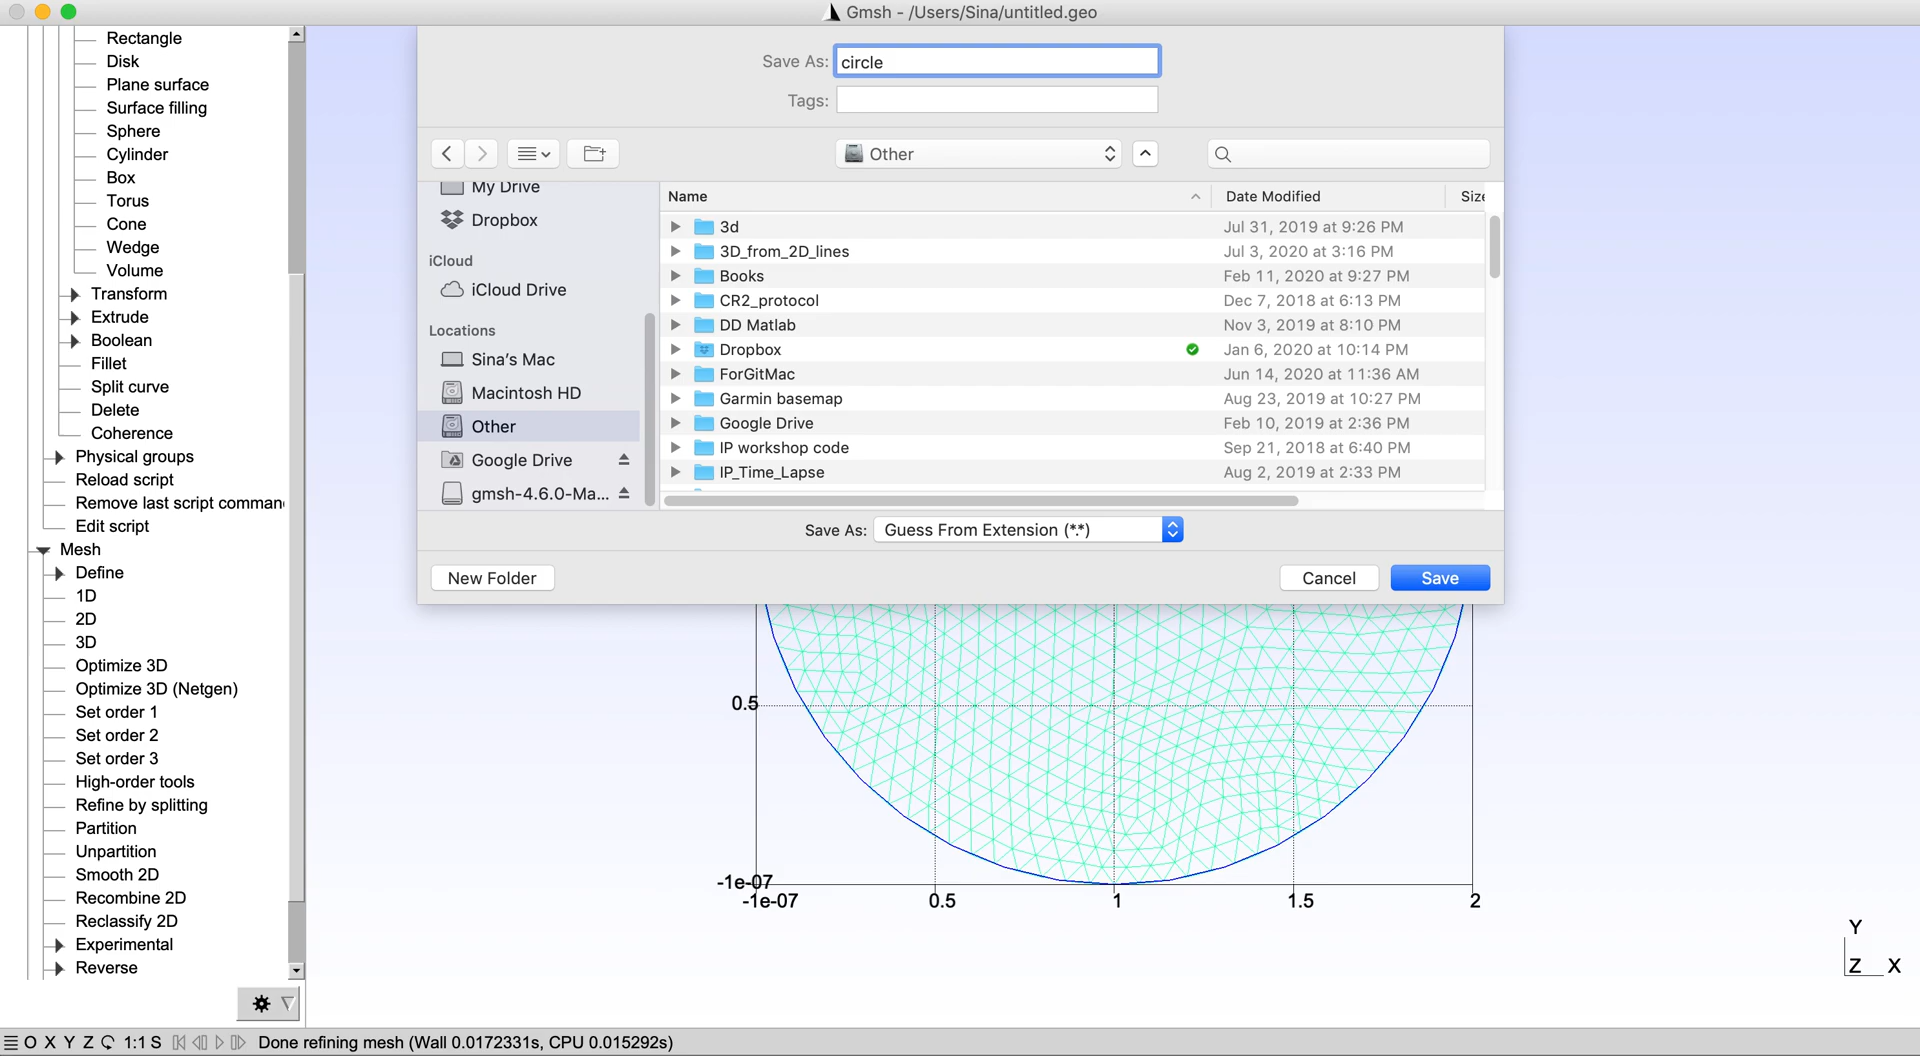 Gmsh - /Users/Sina/untitled.geo
Rectangle
Disk
Plane surface
Surface filling
Sphere
Cylinder
Box
Torus
Cone
Wedge
Volume
Transform
Extrude
Boolean
Fillet
Split curve
Delete
Coherence
Physical groups
Reload script
Remove last script comman
Edit script
Mesh
Define
1D
2D
3D
Optimize 3D
Optimize 3D (Netgen)
Set order 1
Set order 2
Set order 3
High-order tools
Refine by splitting
Partition
Unpartition
Smooth 2D
Recombine 2D
Reclassify 2D
Experimental
Reverse
Save As: circle
Tags:
Other
My Drive
Dropbox
iCloud
iCloud Drive
Locations
Sina's Mac
Macintosh HD
Other
Google Drive
gmsh-4.6.0-Ma...
Name Date Modified Size
3d Jul 31, 2019 at 9:26 PM
3D_from_2D_lines Jul 3, 2020 at 3:16 PM
Books Feb 11, 2020 at 9:27 PM
CR2_protocol Dec 7, 2018 at 6:13 PM
DD Matlab Nov 3, 2019 at 8:10 PM
Dropbox Jan 6, 2020 at 10:14 PM
ForGitMac Jun 14, 2020 at 11:36 AM
Garmin basemap Aug 23, 2019 at 10:27 PM
Google Drive Feb 10, 2019 at 2:36 PM
IP workshop code Sep 21, 2018 at 6:40 PM
IP_Time_Lapse Aug 2, 2019 at 2:33 PM
Save As: Guess From Extension (*.*)
New Folder Cancel Save
0.5
-1e-07
-1e-07 0.5 1 1.5 2
Y
Z X
O X Y Z 1:1 S Done refining mesh (Wall 0.0172331s, CPU 0.015292s)